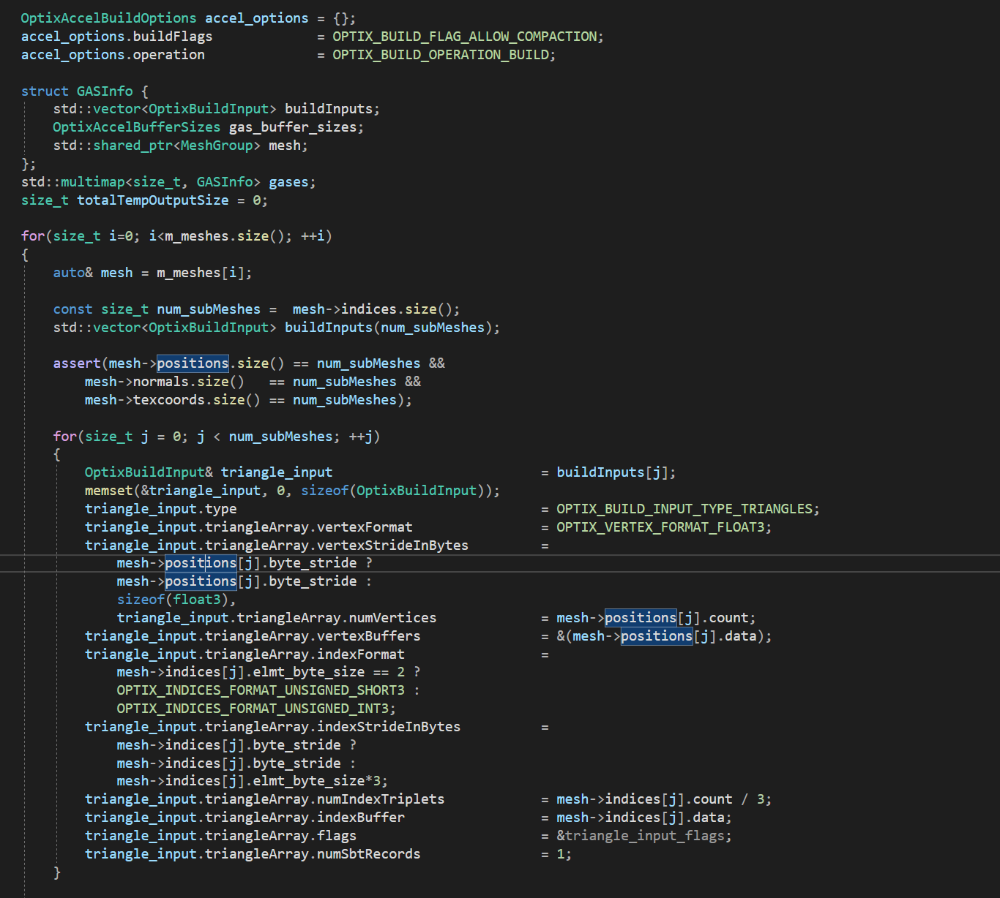 OptixAccelBuildOptions accel_options = {};
accel_options.buildFlags             = OPTIX_BUILD_FLAG_ALLOW_COMPACTION;
accel_options.operation              = OPTIX_BUILD_OPERATION_BUILD;
struct GASInfo {
    std::vector<OptixBuildInput> buildInputs;
    OptixAccelBufferSizes gas_buffer_sizes;
    std::shared_ptr<MeshGroup> mesh;
};
std::multimap<size_t, GASInfo> gases;
size_t totalTempOutputSize = 0;
for(size_t i=0; i<m_meshes.size(); ++i)
{
    auto& mesh = m_meshes[i];
    const size_t num_subMeshes =  mesh->indices.size();
    std::vector<OptixBuildInput> buildInputs(num_subMeshes);
    assert(mesh->positions.size() == num_subMeshes &&
        mesh->normals.size()   == num_subMeshes &&
        mesh->texcoords.size() == num_subMeshes);
    for(size_t j = 0; j < num_subMeshes; ++j)
    {
        OptixBuildInput& triangle_input                          = buildInputs[j];
        memset(&triangle_input, 0, sizeof(OptixBuildInput));
        triangle_input.type                                      = OPTIX_BUILD_INPUT_TYPE_TRIANGLES;
        triangle_input.triangleArray.vertexFormat                = OPTIX_VERTEX_FORMAT_FLOAT3;
        triangle_input.triangleArray.vertexStrideInBytes         =
            mesh->positions[j].byte_stride ?
            mesh->positions[j].byte_stride :
            sizeof(float3),
            triangle_input.triangleArray.numVertices             = mesh->positions[j].count;
        triangle_input.triangleArray.vertexBuffers               = &(mesh->positions[j].data);
        triangle_input.triangleArray.indexFormat                 =
            mesh->indices[j].elmt_byte_size == 2 ?
            OPTIX_INDICES_FORMAT_UNSIGNED_SHORT3 :
            OPTIX_INDICES_FORMAT_UNSIGNED_INT3;
        triangle_input.triangleArray.indexStrideInBytes          =
            mesh->indices[j].byte_stride ?
            mesh->indices[j].byte_stride :
            mesh->indices[j].elmt_byte_size*3;
        triangle_input.triangleArray.numIndexTriplets            = mesh->indices[j].count / 3;
        triangle_input.triangleArray.indexBuffer                 = mesh->indices[j].data;
        triangle_input.triangleArray.flags                       = &triangle_input_flags;
        triangle_input.triangleArray.numSbtRecords               = 1;
    }